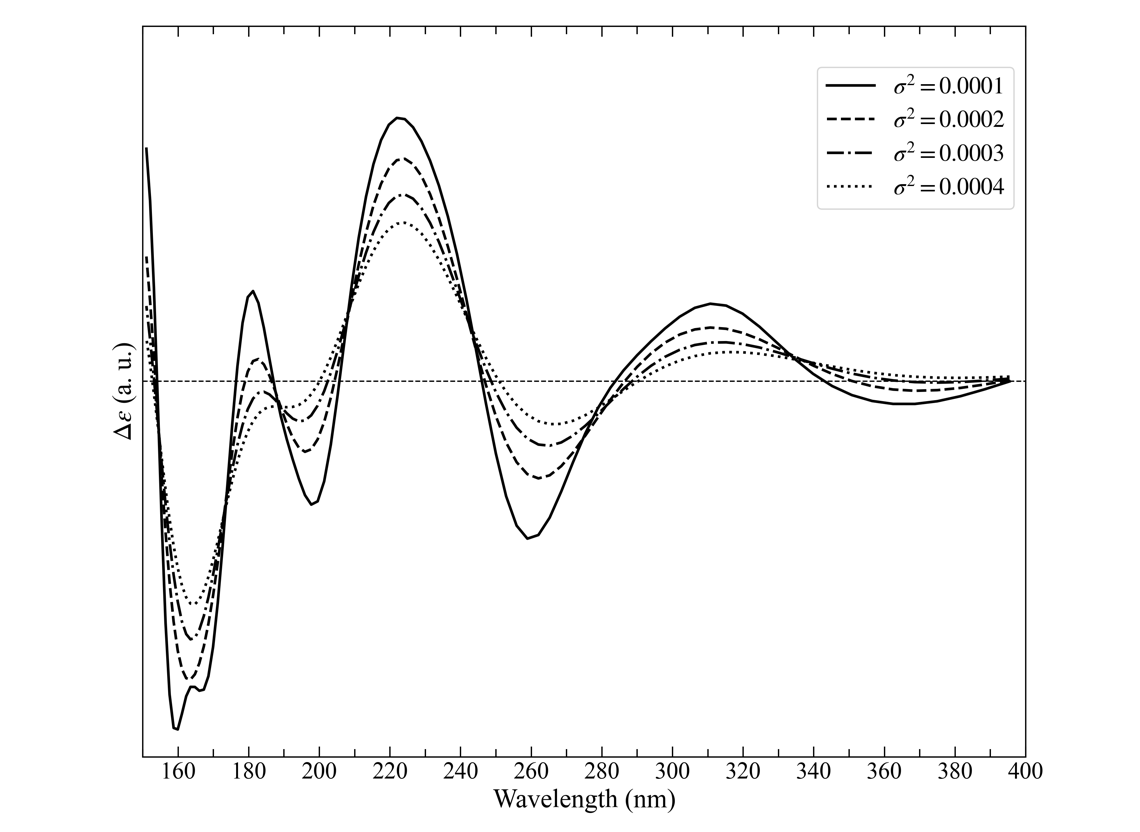 σ² = 0.0001
σ² = 0.0002
σ² = 0.0003
σ² = 0.0004
Δε (a. u.)
160 180 200 220 240 260 280 300 320 340 360 380 400
Wavelength (nm)